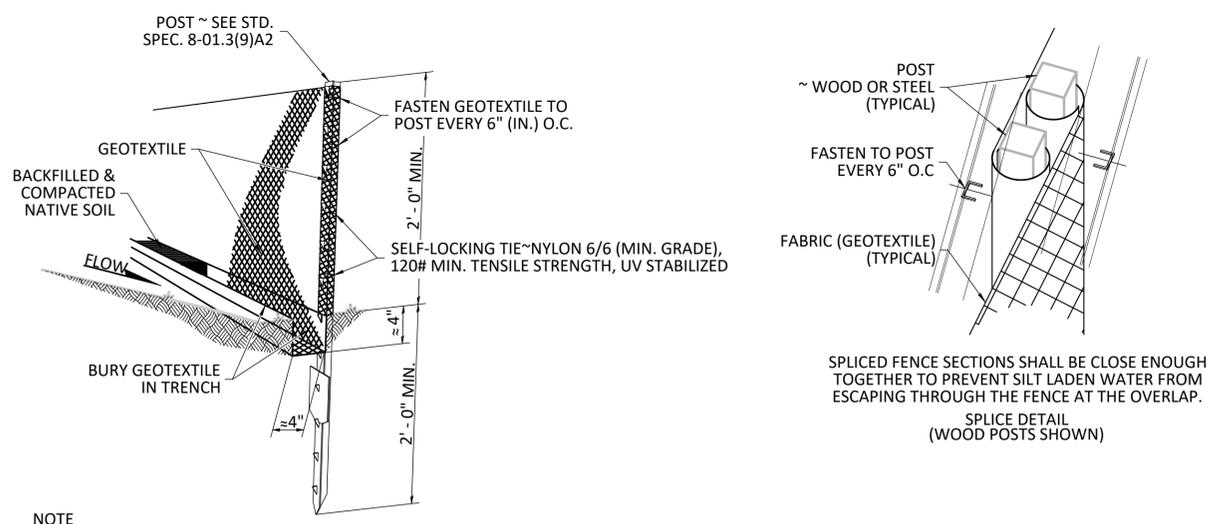 POST ~ SEE STD.
SPEC. 8-01.3(9)A2
FASTEN GEOTEXTILE TO
POST EVERY 6" (IN.) O.C.
GEOTEXTILE
BACKFILLED &
COMPACTED
NATIVE SOIL
2' - 0" MIN.
SELF-LOCKING TIE~NYLON 6/6 (MIN. GRADE),
120# MIN. TENSILE STRENGTH, UV STABILIZED
FLOW
≈4"
BURY GEOTEXTILE
IN TRENCH
≈4"
2' - 0" MIN.
NOTE
POST
~ WOOD OR STEEL
(TYPICAL)
FASTEN TO POST
EVERY 6" O.C
FABRIC (GEOTEXTILE)
(TYPICAL)
SPLICED FENCE SECTIONS SHALL BE CLOSE ENOUGH
TOGETHER TO PREVENT SILT LADEN WATER FROM
ESCAPING THROUGH THE FENCE AT THE OVERLAP.
SPLICE DETAIL
(WOOD POSTS SHOWN)